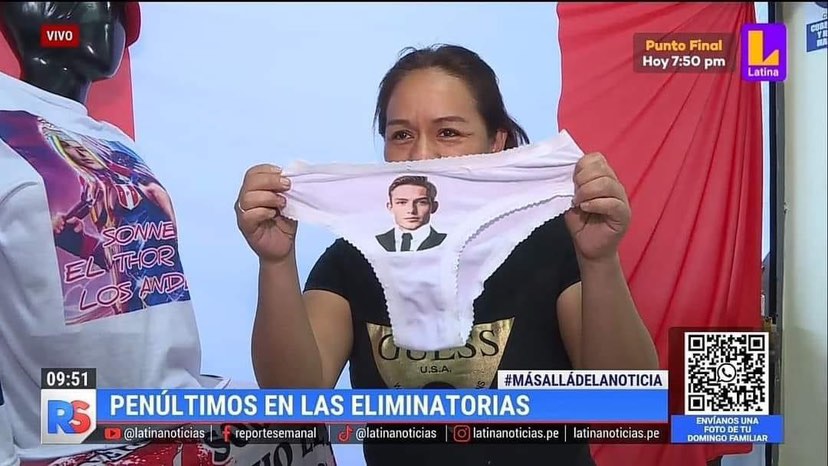 VIVO
Punto Final
Hoy 7:50 pm
Latina
SONNE
EL THOR
LOS ANDE
GUESS
U.S.A.
09:51
#MÁSALLÁDELANOTICIA
RS
PENÚLTIMOS EN LAS ELIMINATORIAS
@latinanoticias
reportesemanal
@latinanoticias
@latinanoticias.pe
latinanoticias.pe
ENVÍANOS UNA
FOTO DE TU
DOMINGO FAMILIAR